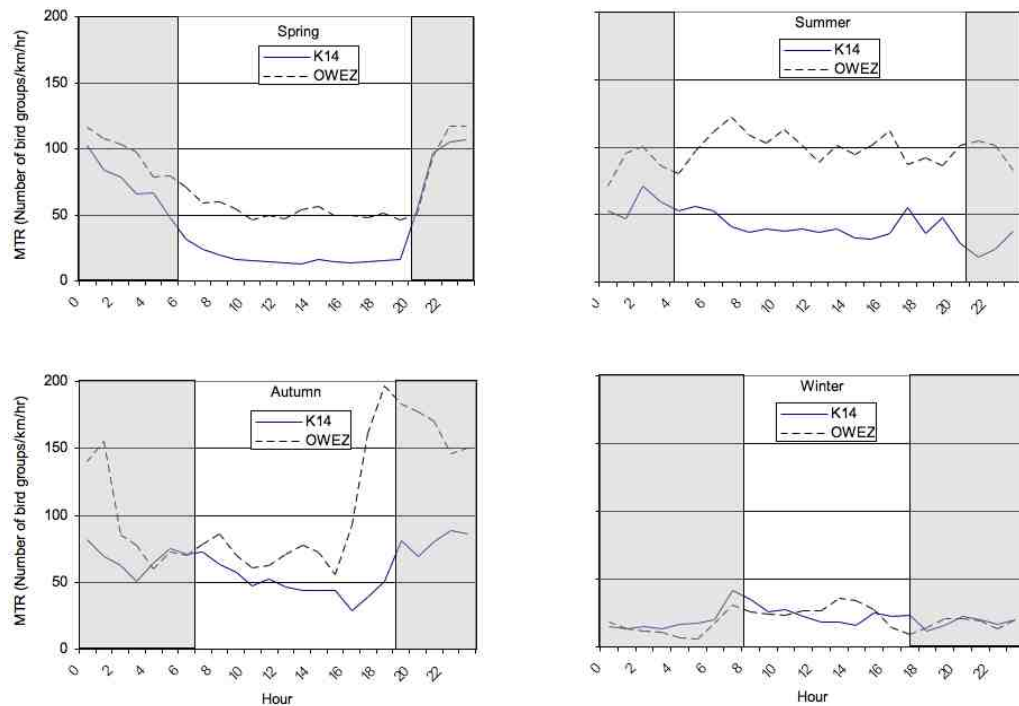 MTR (Number of bird groups/km/hr)
200
150
100
50
0
Spring
K14
OWEZ
0 2 4 6 8 10 12 14 16 18 20 22
Summer
K14
OWEZ
0 2 4 6 8 10 12 14 16 18 20 22
MTR (Number of bird groups/km/hr)
200
150
100
50
0
Autumn
K14
OWEZ
0 2 4 6 8 10 12 14 16 18 20 22
Hour
Winter
K14
OWEZ
0 2 4 6 8 10 12 14 16 18 20 22
Hour